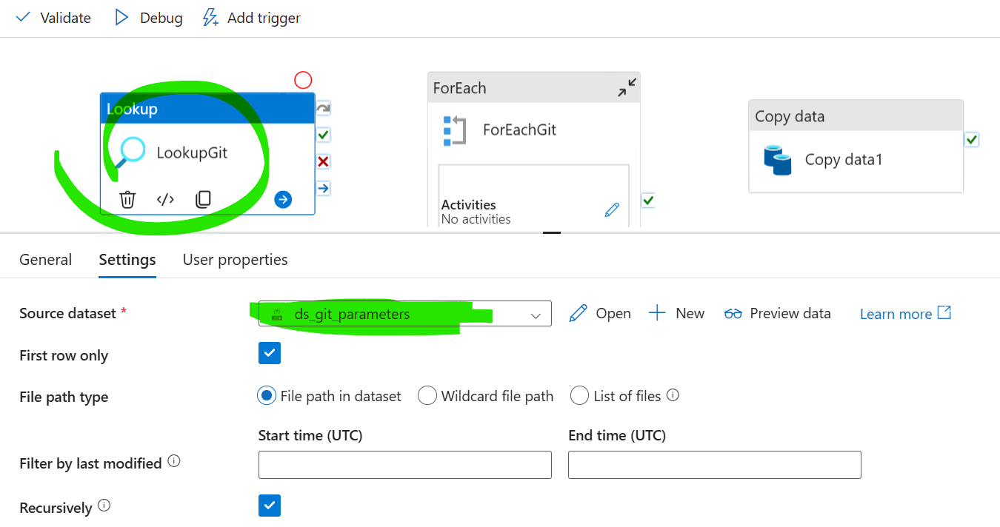 Validate Debug Add trigger
Lookup
LookupGit
ForEach
ForEachGit
Activities
No activities
Copy data
Copy data1
General Settings User properties
Source dataset * ds_git_parameters Open New Preview data Learn more
First row only
File path type File path in dataset Wildcard file path List of files
Start time (UTC) End time (UTC)
Filter by last modified
Recursively